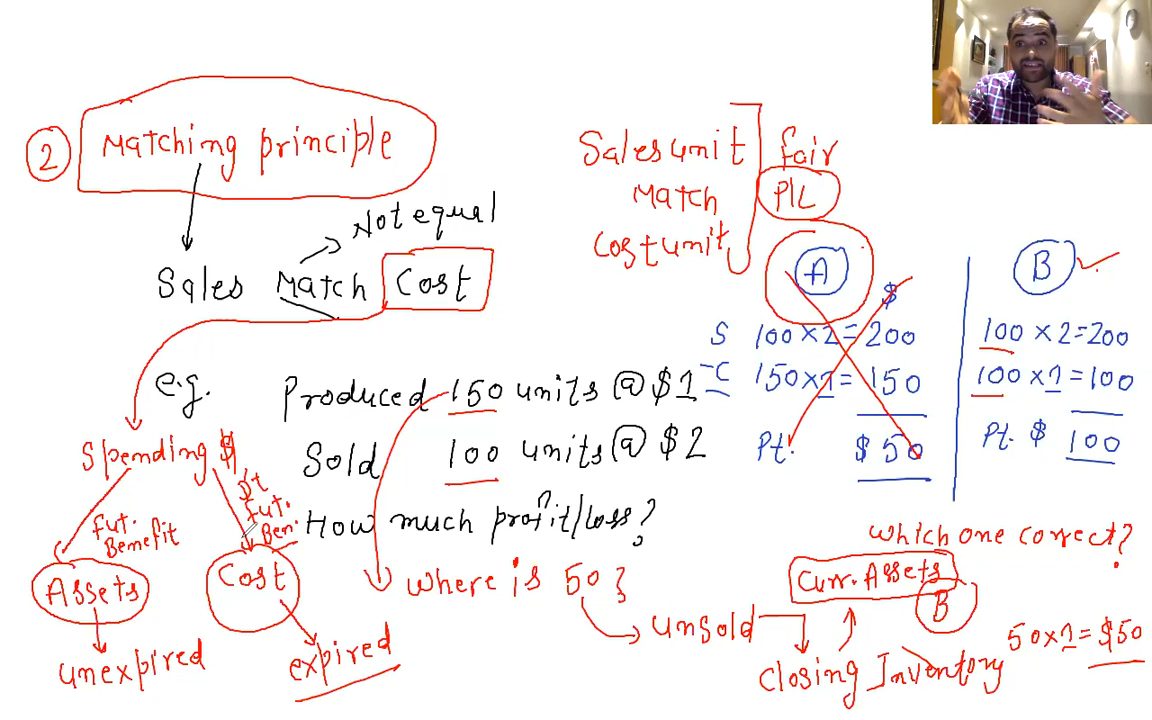 2 Matching principle
Sales Match Cost
Not equal
e.g. Produced 150 units @ $1
Sold 100 units @ $2
How much profit/loss?
Spending $
fut. Benefit
fut. Ben.
Assets
Cost
unexpired
expired
where is 50?
unsold
closing Inventory
Curr. Assets
B
50 x 1 = $50
Sales unit
Match
Cost unit
fair
P/L
A
$
S 100 x 2 = 200
- C 150 x 1 = 150
Pt. $ 50
B
100 x 2 = 200
100 x 1 = 100
Pt. $ 100
which one correct?